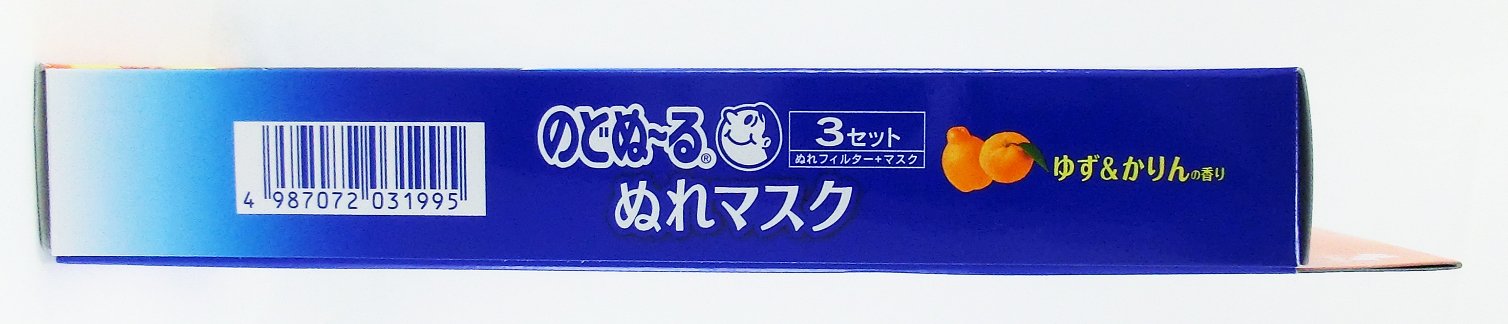 のどぬ～る®
3セット
ぬれフィルター+マスク
ぬれマスク
ゆず&かりんの香り
4 987072 031995